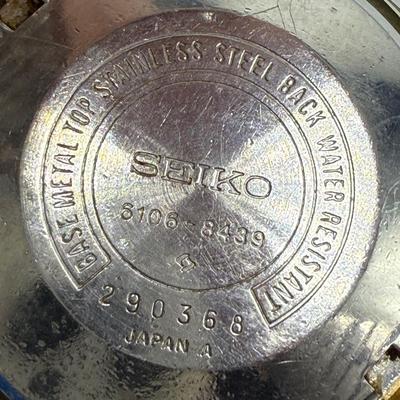 BASE METAL TOP STAINLESS STEEL BACK WATER RESISTANT
SEIKO
6106-8439
290368
JAPAN A